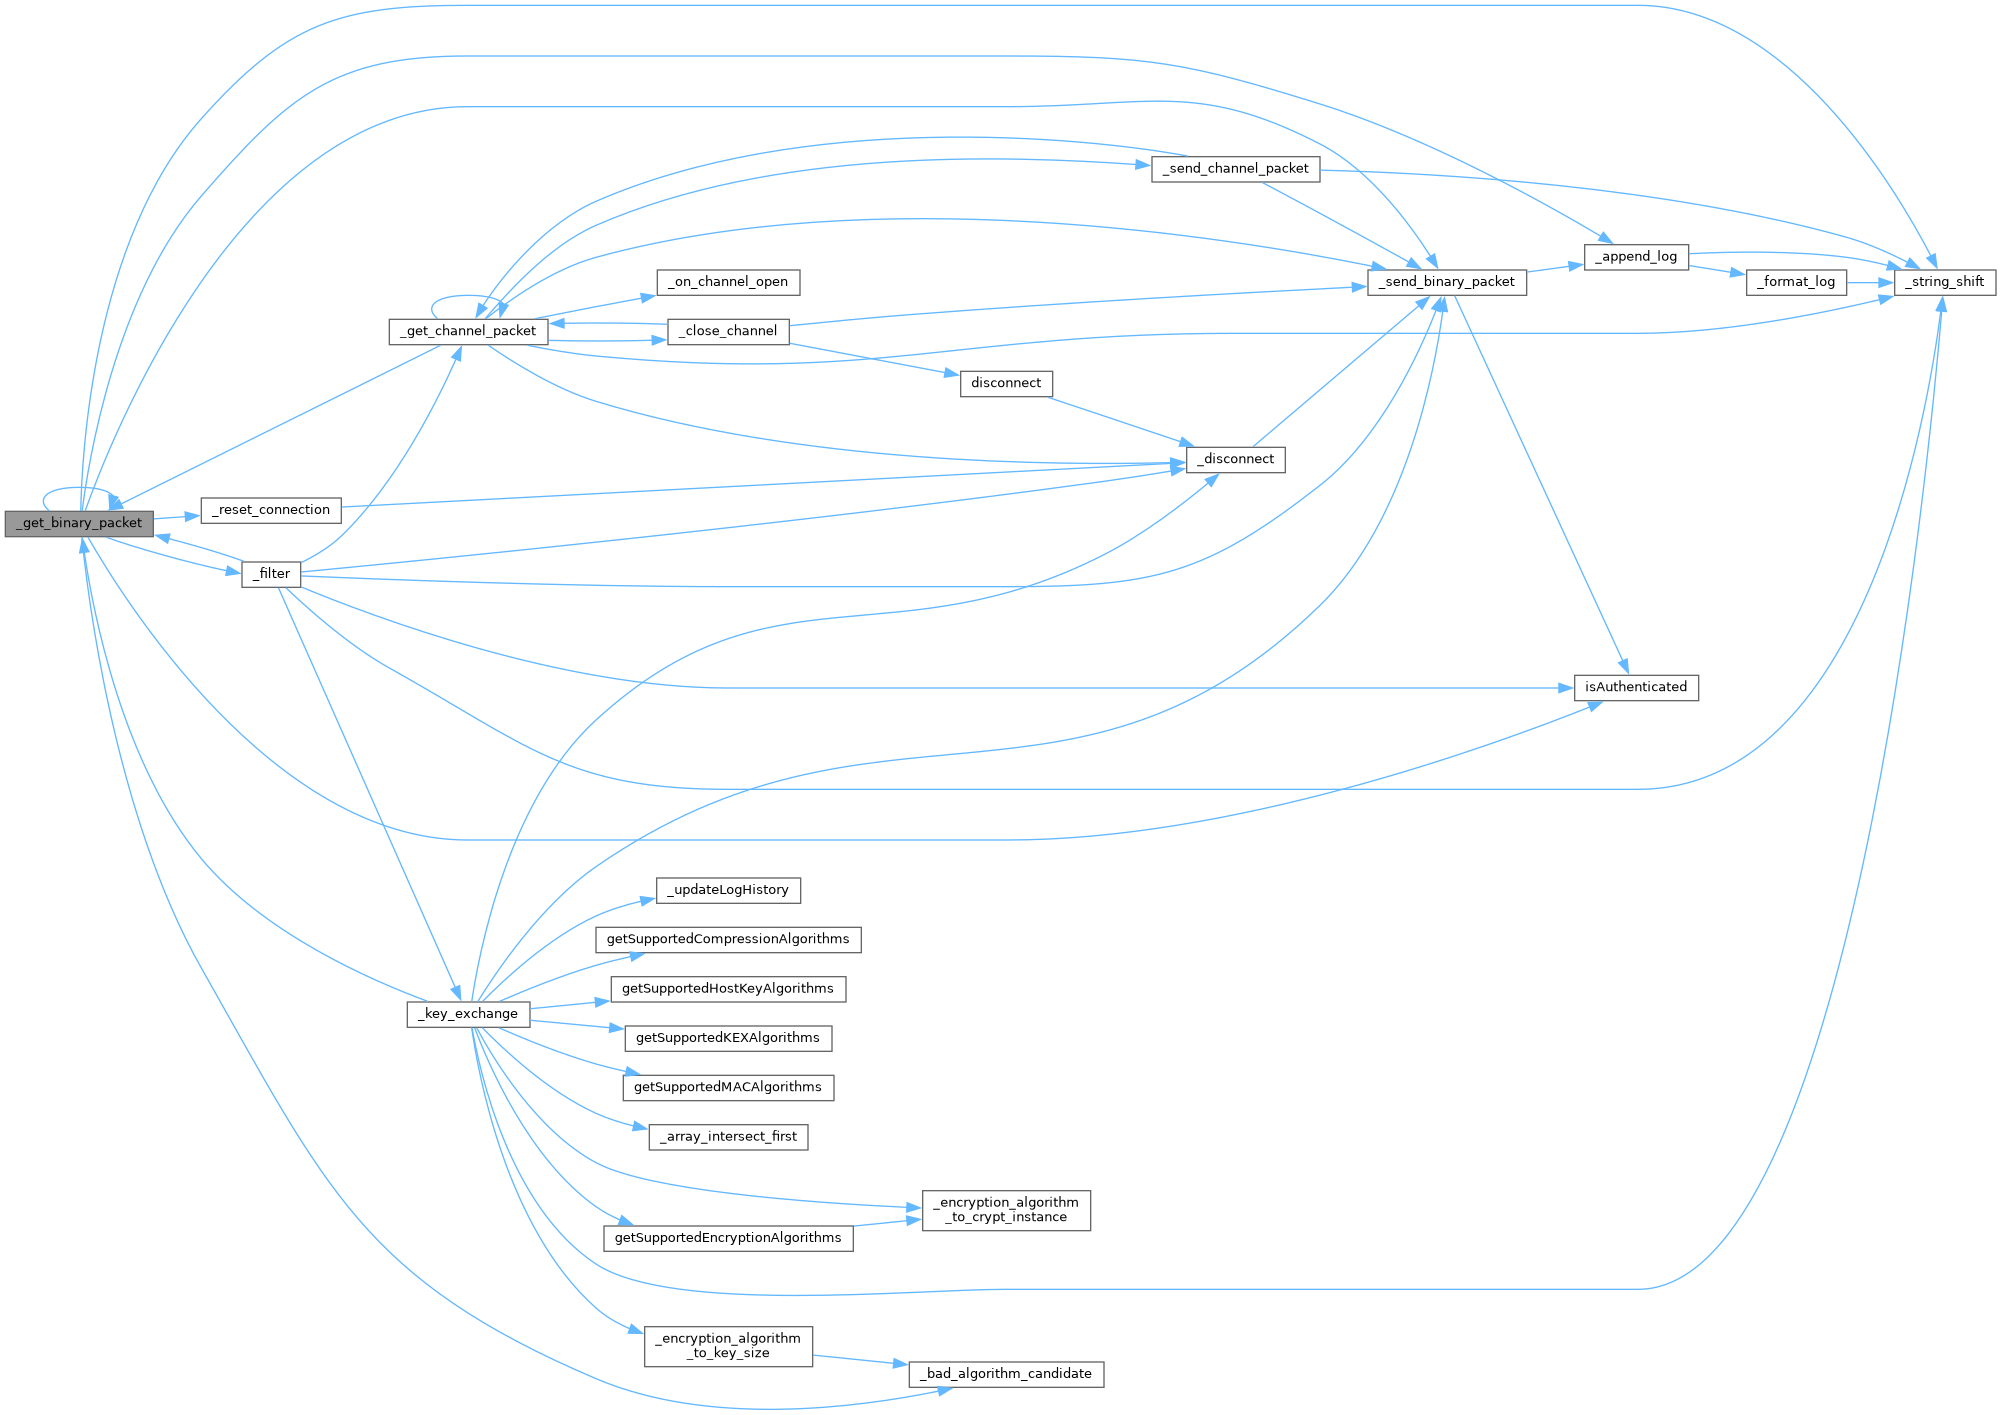 _send_channel_packet
_append_log
_on_channel_open
_send_binary_packet
_format_log
_string_shift
_get_channel_packet
_close_channel
disconnect
_disconnect
_reset_connection
_get_binary_packet
_filter
isAuthenticated
_updateLogHistory
getSupportedCompressionAlgorithms
getSupportedHostKeyAlgorithms
_key_exchange
getSupportedKEXAlgorithms
getSupportedMACAlgorithms
_array_intersect_first
_encryption_algorithm
_to_crypt_instance
getSupportedEncryptionAlgorithms
_encryption_algorithm
_to_key_size
_bad_algorithm_candidate